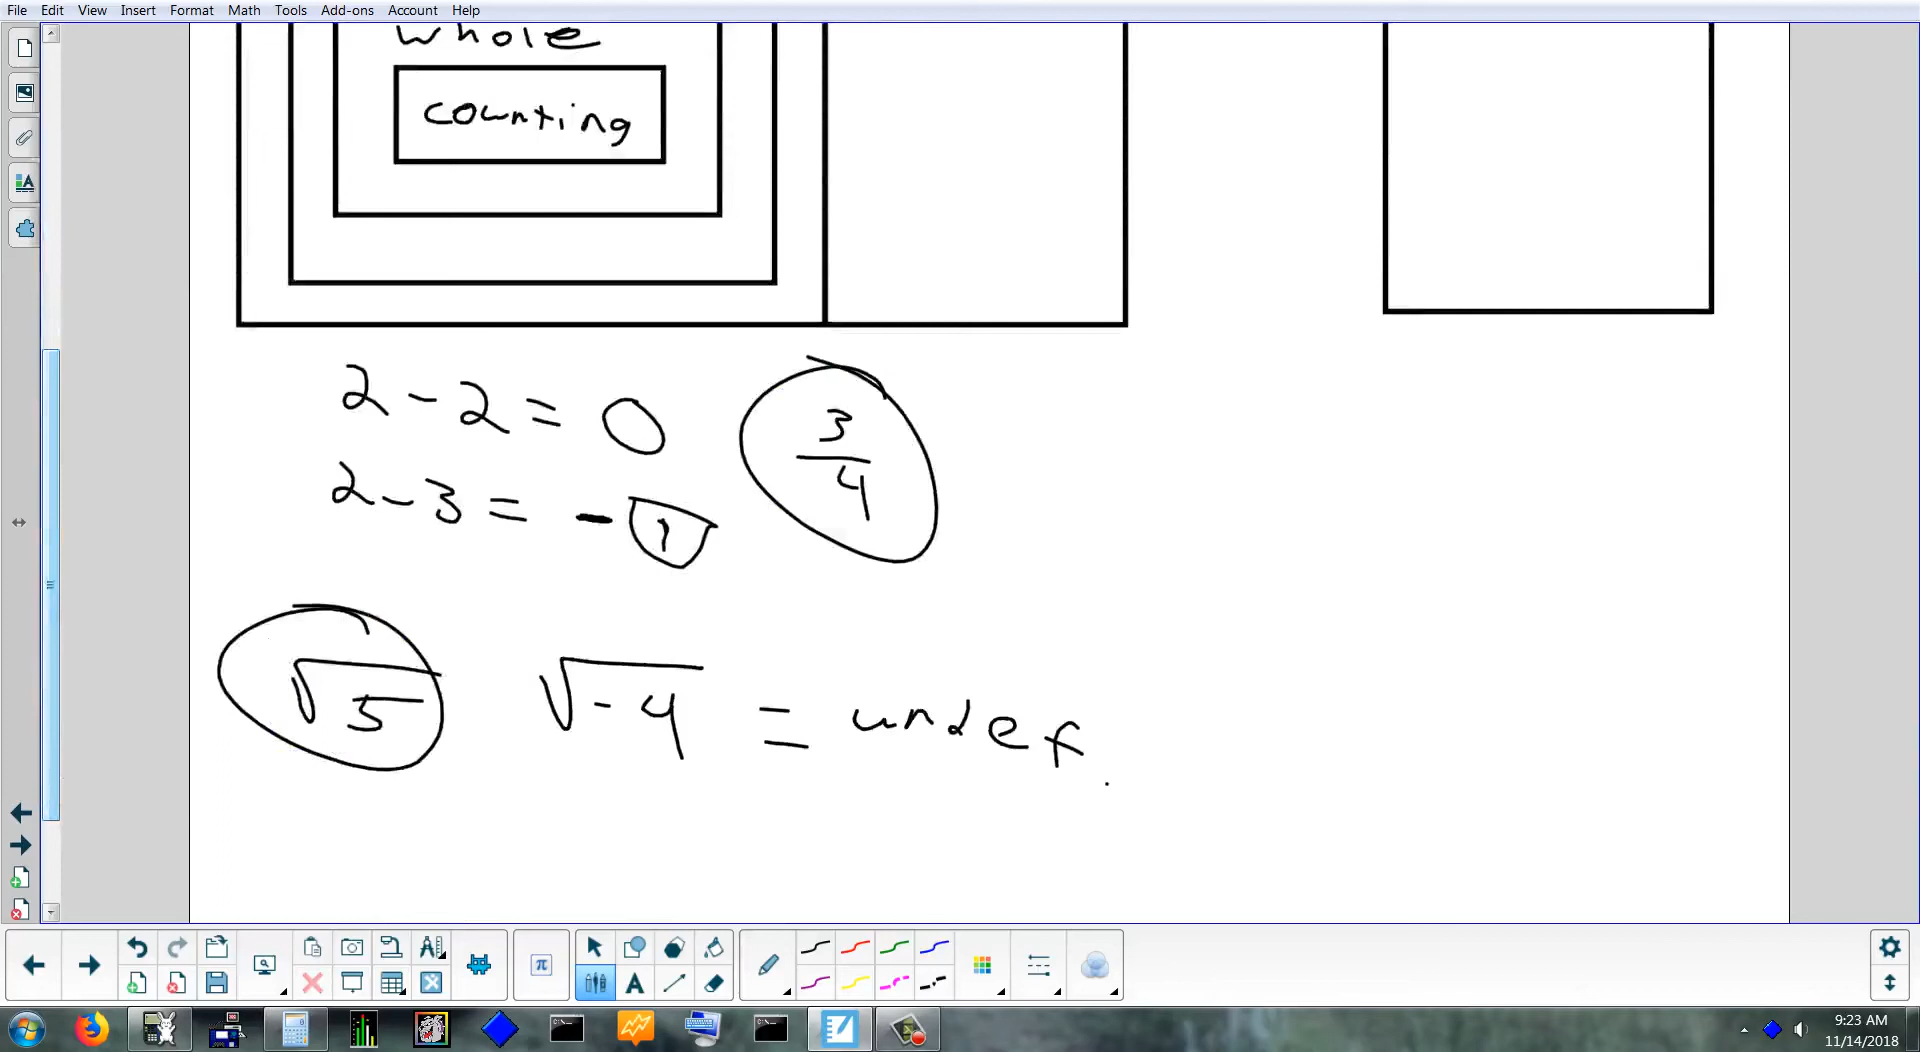 File Edit View Insert Format Math Tools Add-ons Account Help
whole
counting
2 - 2 = 0
3/4
2 - 3 = -1
√5 √-4 = undef.
π
A
C:\_
C:\_
9:23 AM
11/14/2018